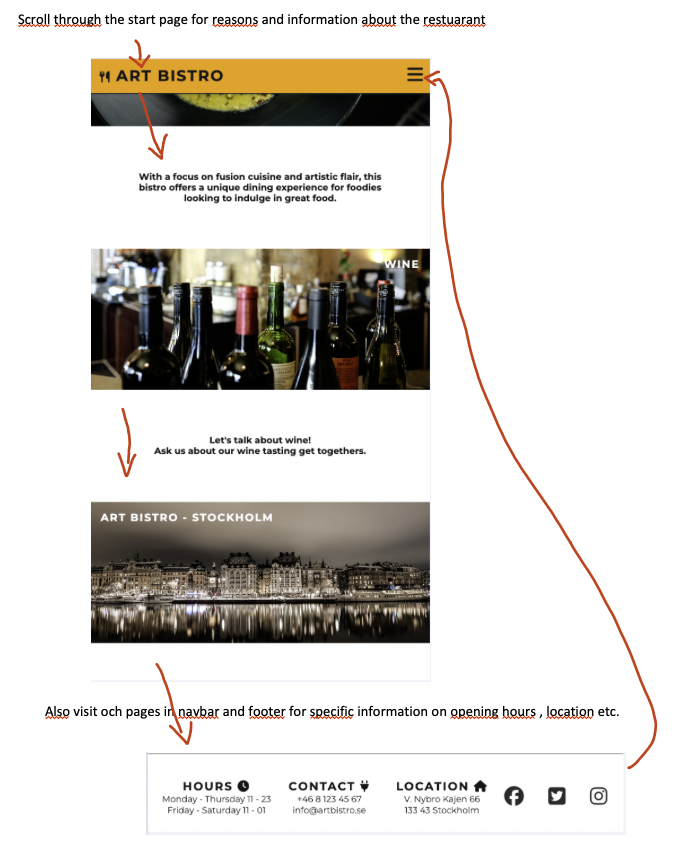 Scroll through the start page for reasons and information about the restuarant
ART BISTRO
With a focus on fusion cuisine and artistic flair, this
bistro offers a unique dining experience for foodies
looking to indulge in great food.
WINE
Let's talk about wine!
Ask us about our wine tasting get togethers.
ART BISTRO - STOCKHOLM
Also visit och pages in navbar and footer for specific information on opening hours , location etc.
HOURS
Monday - Thursday 11 - 23
Friday - Saturday 11 - 01
CONTACT
+46 8 123 45 67
info@artbistro.se
LOCATION
V. Nybro Kajen 66
133 43 Stockholm